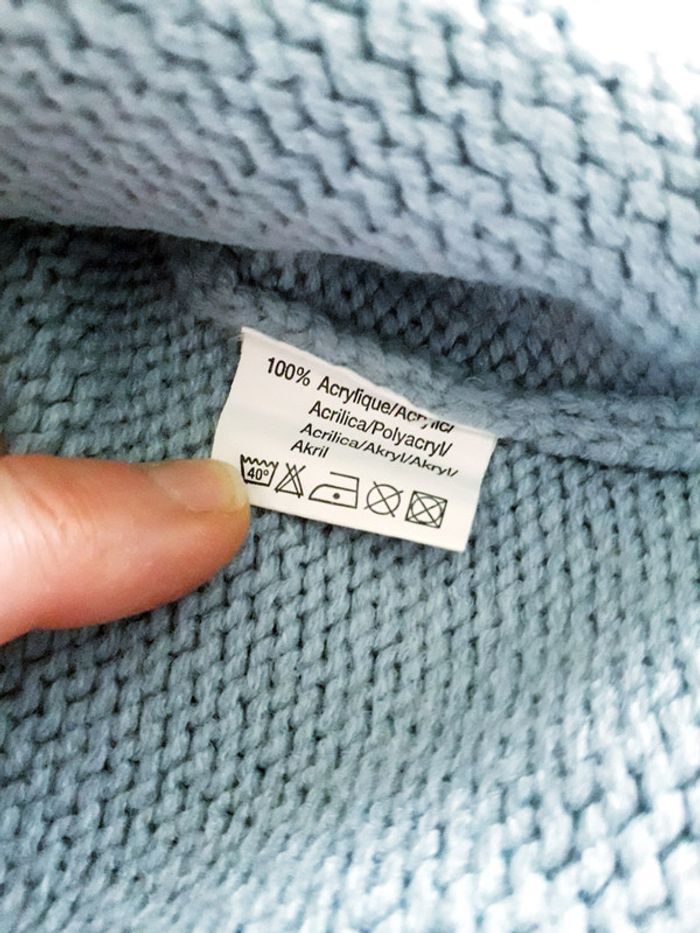 100% Acrylique/Acrylic/
Acrilica/Polyacryl/
Acrilica/Akryl/Akryl/
Akril
40°